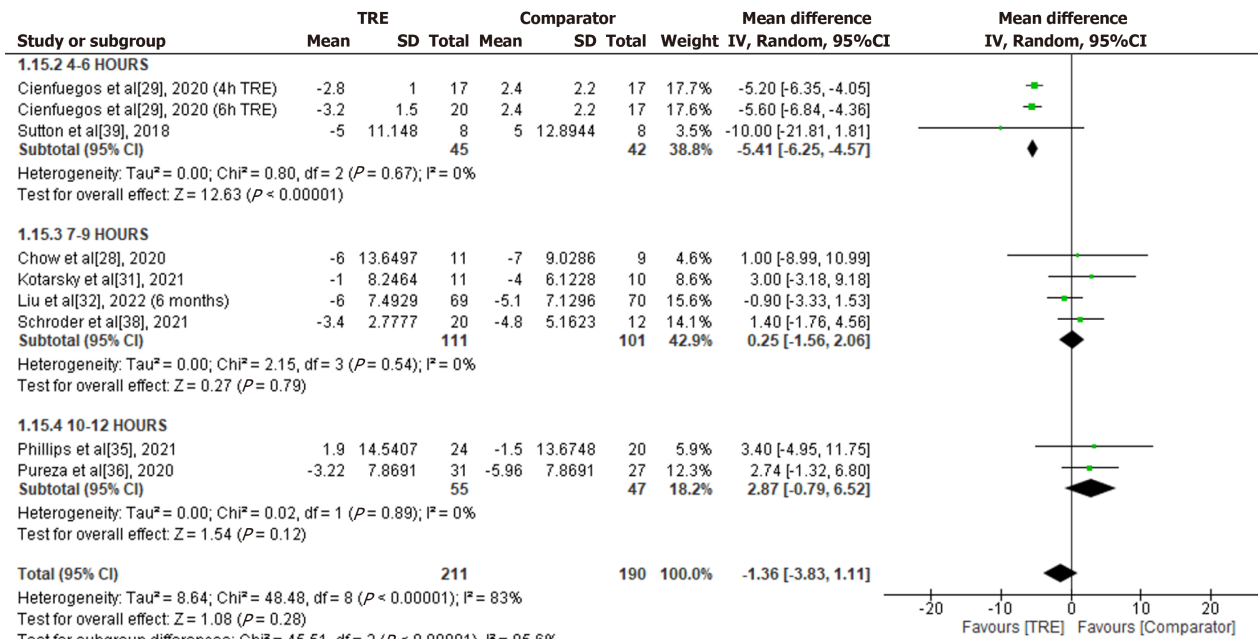 TRE Comparator Mean difference Mean difference
Study or subgroup Mean SD Total Mean SD Total Weight IV, Random, 95%CI IV, Random, 95%CI
1.15.2 4-6 HOURS
Cienfuegos et al[29], 2020 (4h TRE) -2.8 1 17 2.4 2.2 17 17.7% -5.20 [-6.35, -4.05]
Cienfuegos et al[29], 2020 (6h TRE) -3.2 1.5 20 2.4 2.2 17 17.6% -5.60 [-6.84, -4.36]
Sutton et al[39], 2018 -5 11.148 8 5 12.8944 8 3.5% -10.00 [-21.81, 1.81]
Subtotal (95% CI) 45 42 38.8% -5.41 [-6.25, -4.57]
Heterogeneity: Tau² = 0.00; Chi² = 0.80, df = 2 (P = 0.67); I² = 0%
Test for overall effect: Z = 12.63 (P < 0.00001)
1.15.3 7-9 HOURS
Chow et al[28], 2020 -6 13.6497 11 -7 9.0286 9 4.6% 1.00 [-8.99, 10.99]
Kotarsky et al[31], 2021 -1 8.2464 11 -4 6.1228 10 8.6% 3.00 [-3.18, 9.18]
Liu et al[32], 2022 (6 months) -6 7.4929 69 -5.1 7.1296 70 15.6% -0.90 [-3.33, 1.53]
Schroder et al[38], 2021 -3.4 2.7777 20 -4.8 5.1623 12 14.1% 1.40 [-1.76, 4.56]
Subtotal (95% CI) 111 101 42.9% 0.25 [-1.56, 2.06]
Heterogeneity: Tau² = 0.00; Chi² = 2.15, df = 3 (P = 0.54); I² = 0%
Test for overall effect: Z = 0.27 (P = 0.79)
1.15.4 10-12 HOURS
Phillips et al[35], 2021 1.9 14.5407 24 -1.5 13.6748 20 5.9% 3.40 [-4.95, 11.75]
Pureza et al[36], 2020 -3.22 7.8691 31 -5.96 7.8691 27 12.3% 2.74 [-1.32, 6.80]
Subtotal (95% CI) 55 47 18.2% 2.87 [-0.79, 6.52]
Heterogeneity: Tau² = 0.00; Chi² = 0.02, df = 1 (P = 0.89); I² = 0%
Test for overall effect: Z = 1.54 (P = 0.12)
Total (95% CI) 211 190 100.0% -1.36 [-3.83, 1.11]
Heterogeneity: Tau² = 8.64; Chi² = 48.48, df = 8 (P < 0.00001); I² = 83%
Test for overall effect: Z = 1.08 (P = 0.28)
Test for subgroup differences: Chi² = 45.51, df = 2 (P < 0.00001), I² = 95.6%
-20 -10 0 10 20
Favours [TRE] Favours [Comparator]